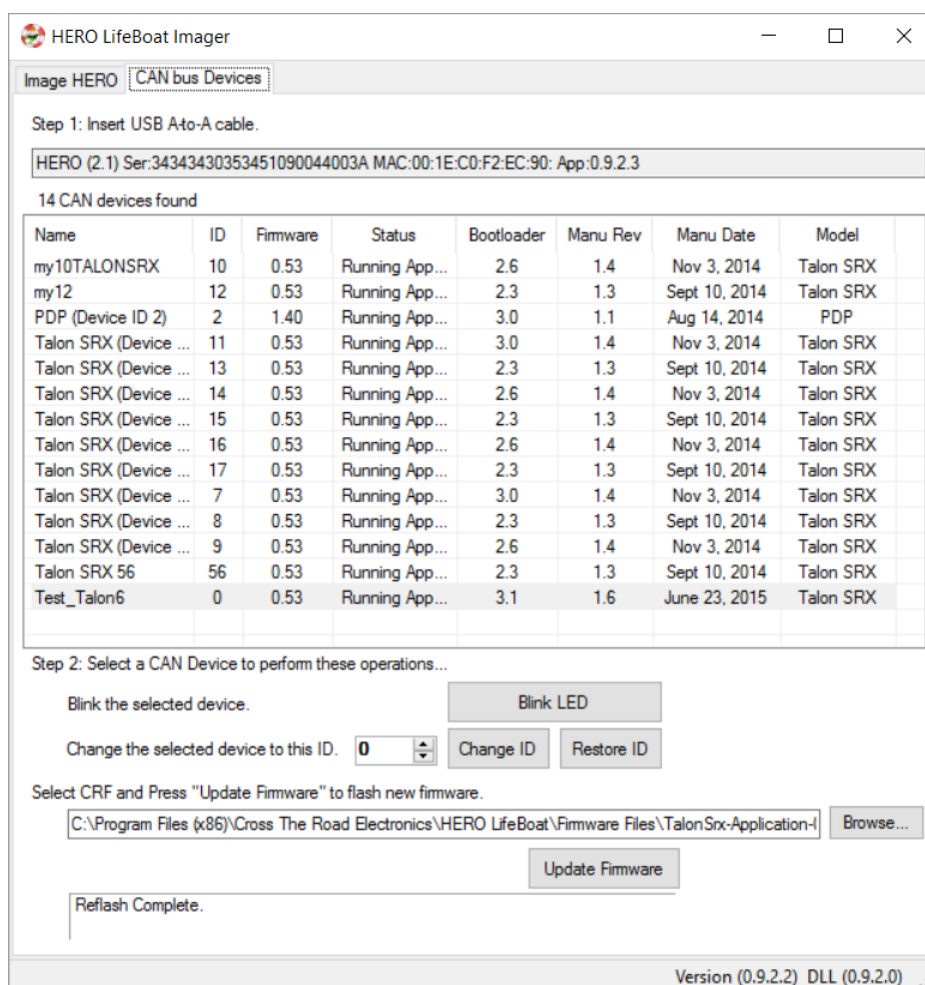 HERO LifeBoat Imager
Image HERO CAN bus Devices
Step 1: Insert USB A-to-A cable.
HERO (2.1) Ser:34343430353451090044003A MAC:00:1E:C0:F2:EC:90: App:0.9.2.3
14 CAN devices found
Name ID Firmware Status Bootloader Manu Rev Manu Date Model
my10TALONSRX 10 0.53 Running App... 2.6 1.4 Nov 3, 2014 Talon SRX
my12 12 0.53 Running App... 2.3 1.3 Sept 10, 2014 Talon SRX
PDP (Device ID 2) 2 1.40 Running App... 3.0 1.1 Aug 14, 2014 PDP
Talon SRX (Device ... 11 0.53 Running App... 3.0 1.4 Nov 3, 2014 Talon SRX
Talon SRX (Device ... 13 0.53 Running App... 2.3 1.3 Sept 10, 2014 Talon SRX
Talon SRX (Device ... 14 0.53 Running App... 2.6 1.4 Nov 3, 2014 Talon SRX
Talon SRX (Device ... 15 0.53 Running App... 2.3 1.3 Sept 10, 2014 Talon SRX
Talon SRX (Device ... 16 0.53 Running App... 2.6 1.4 Nov 3, 2014 Talon SRX
Talon SRX (Device ... 17 0.53 Running App... 2.3 1.3 Sept 10, 2014 Talon SRX
Talon SRX (Device ... 7 0.53 Running App... 3.0 1.4 Nov 3, 2014 Talon SRX
Talon SRX (Device ... 8 0.53 Running App... 2.3 1.3 Sept 10, 2014 Talon SRX
Talon SRX (Device ... 9 0.53 Running App... 2.6 1.4 Nov 3, 2014 Talon SRX
Talon SRX 56 56 0.53 Running App... 2.3 1.3 Sept 10, 2014 Talon SRX
Test_Talon6 0 0.53 Running App... 3.1 1.6 June 23, 2015 Talon SRX
Step 2: Select a CAN Device to perform these operations...
Blink the selected device. Blink LED
Change the selected device to this ID. 0 Change ID Restore ID
Select CRF and Press "Update Firmware" to flash new firmware.
C:\Program Files (x86)\Cross The Road Electronics\HERO LifeBoat\Firmware Files\TalonSrx-Application- Browse...
Update Firmware
Reflash Complete.
Version (0.9.2.2) DLL (0.9.2.0)